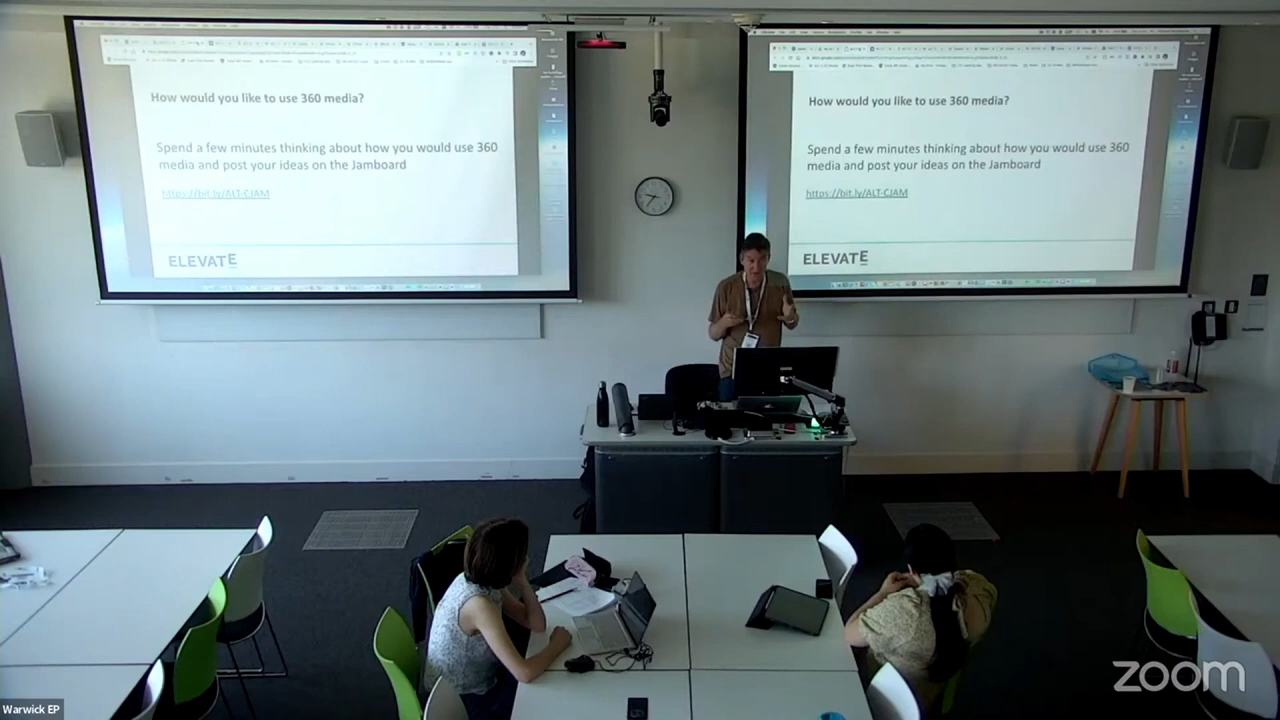 How would you like to use 360 media?
Spend a few minutes thinking about how you would use 360
media and post your ideas on the Jamboard
https://bit.ly/ALT-CJAM
ELEVATE
How would you like to use 360 media?
Spend a few minutes thinking about how you would use 360
media and post your ideas on the Jamboard
https://bit.ly/ALT-CJAM
ELEVATE
zoom
Warwick EP